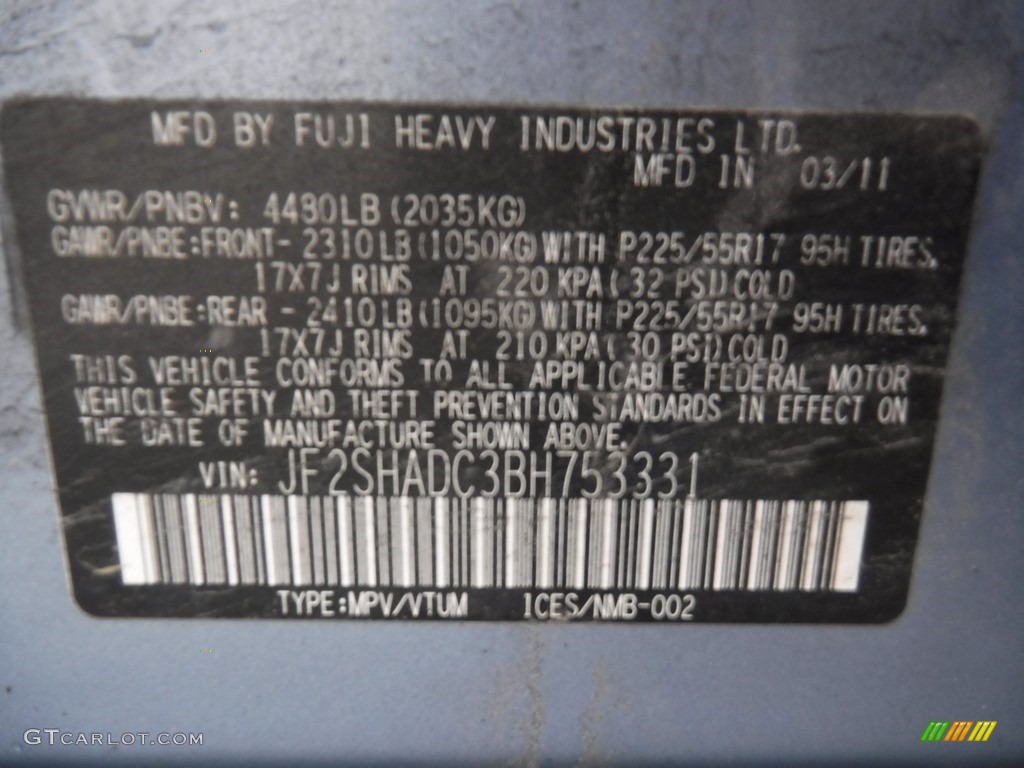 MFD BY FUJI HEAVY INDUSTRIES LTD.
MFD IN 03/11
GVWR/PNBV: 4480LB(2035KG)
GAWR/PNBE:FRONT- 2310LB(1050KG)WITH P225/55R17 95H TIRES.
17X7J RIMS AT 220 KPA( 32 PSI)COLD
GAWR/PNBE:REAR - 2410LB(1095KG)WITH P225/55R17 95H TIRES.
17X7J RIMS AT 210 KPA( 30 PSI)COLD
THIS VEHICLE CONFORMS TO ALL APPLICABLE FEDERAL MOTOR
VEHICLE SAFETY AND THEFT PREVENTION STANDARDS IN EFFECT ON
THE DATE OF MANUFACTURE SHOWN ABOVE.
VIN: JF2SHADC3BH753331
TYPE:MPV/VTUM ICES/NMB-002
GTCARLOT.COM